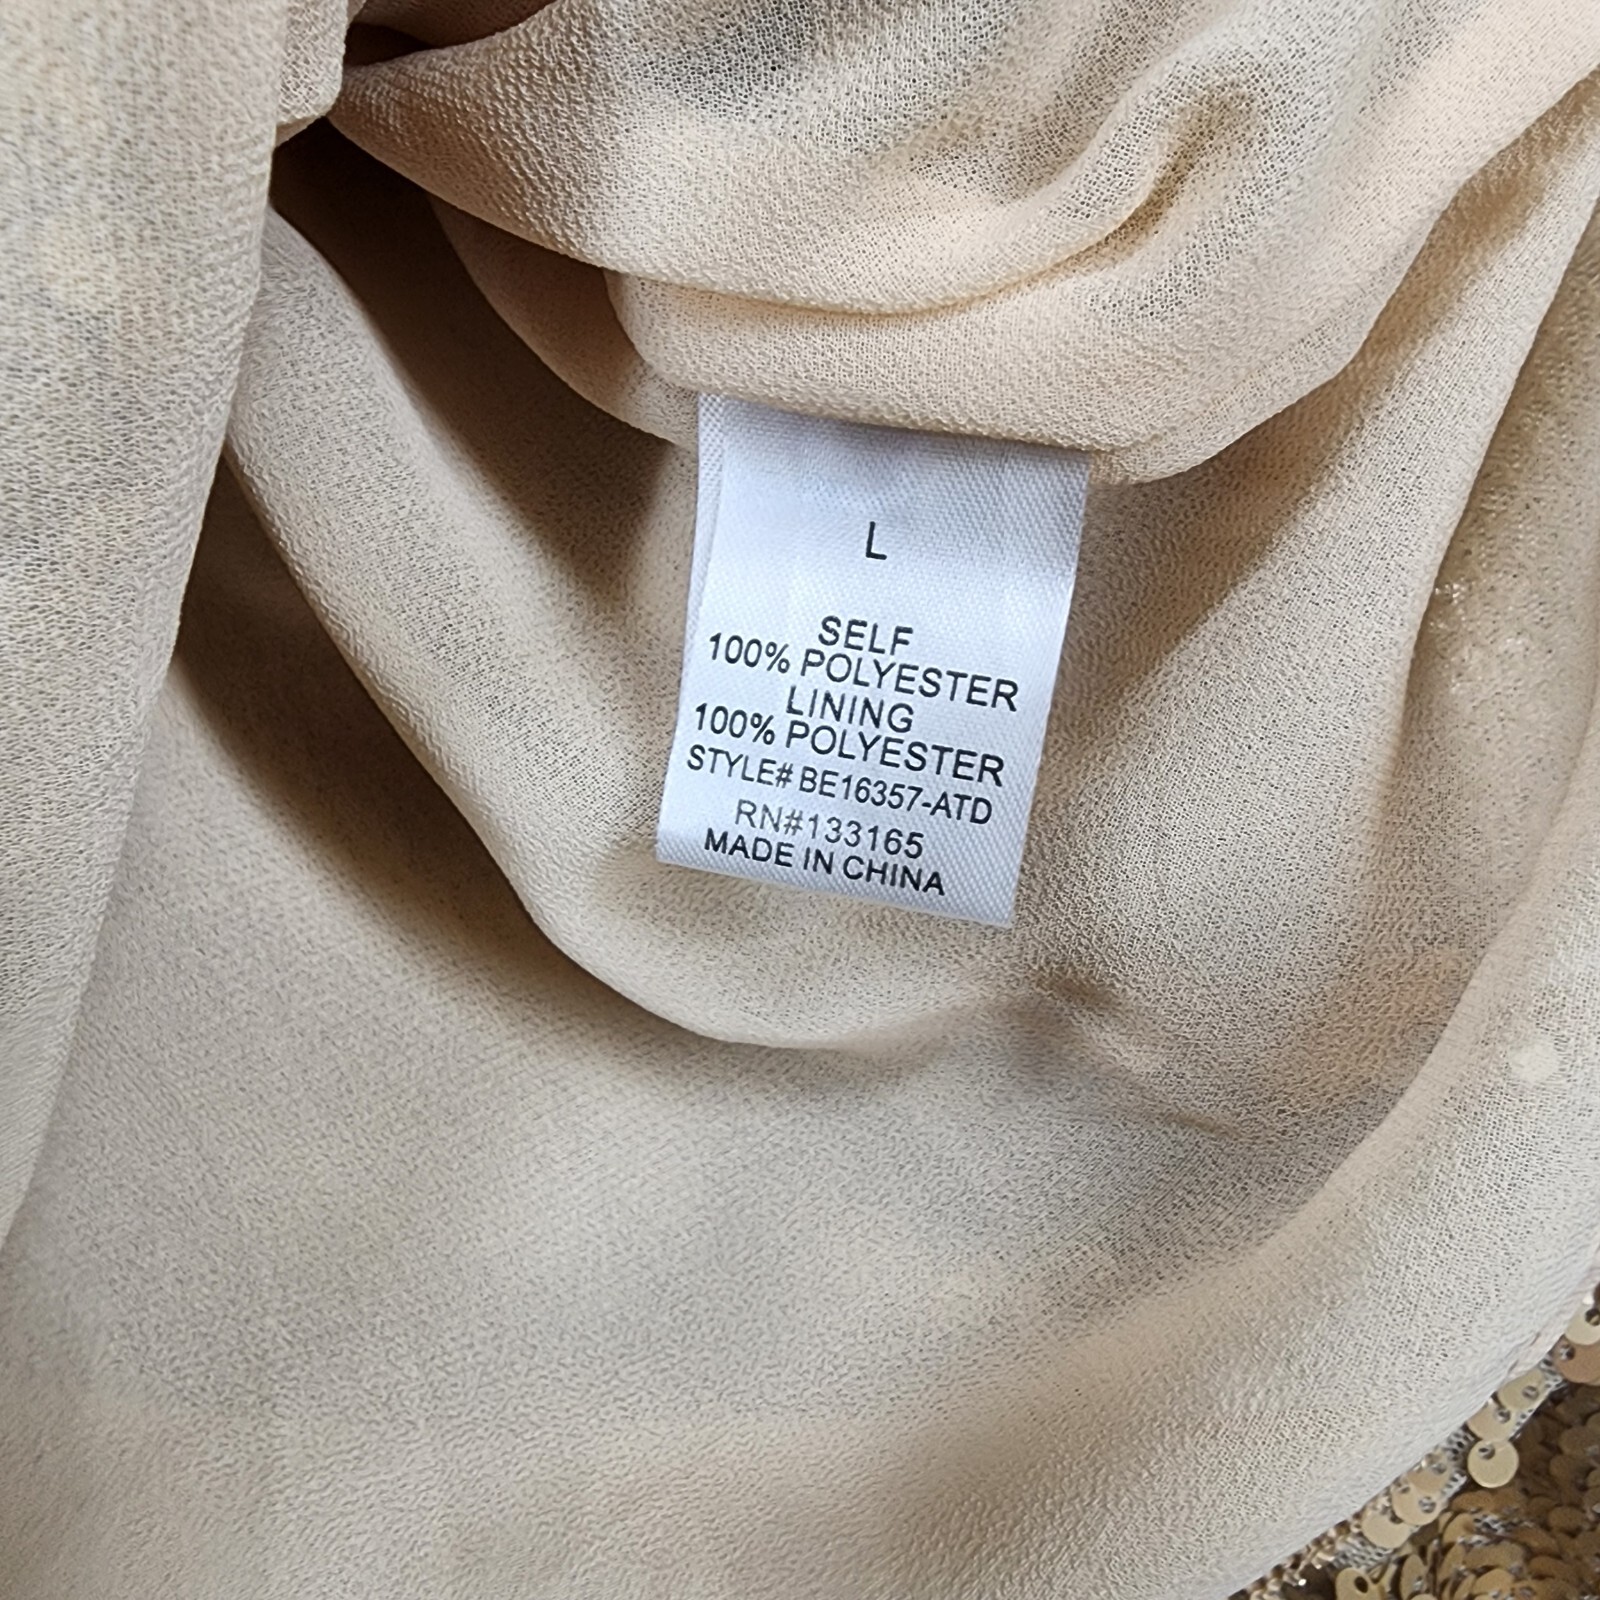 L
SELF
100% POLYESTER
LINING
100% POLYESTER
STYLE# BE16357-ATD
RN#133165
MADE IN CHINA